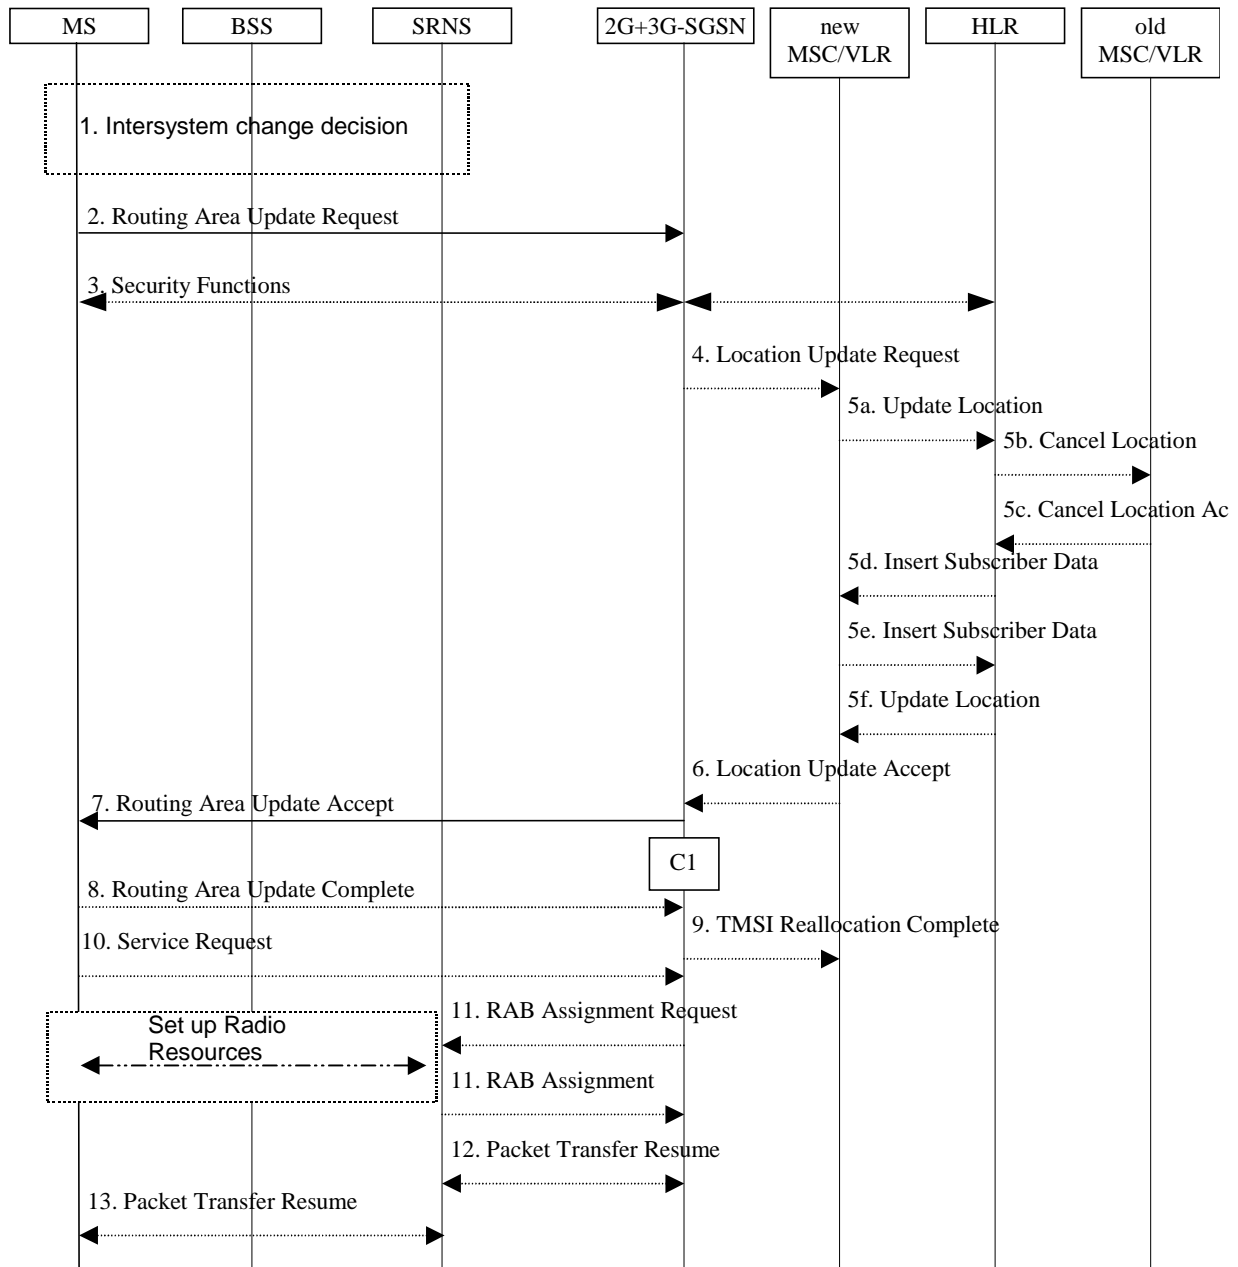 MS
BSS
SRNS
2G+3G-SGSN
new
MSC/VLR
HLR
old
MSC/VLR
1. Intersystem change decision
2. Routing Area Update Request
3. Security Functions
4. Location Update Request
5a. Update Location
5b. Cancel Location
5c. Cancel Location Ac
5d. Insert Subscriber Data
5e. Insert Subscriber Data
5f. Update Location
6. Location Update Accept
7. Routing Area Update Accept
C1
8. Routing Area Update Complete
9. TMSI Reallocation Complete
10. Service Request
11. RAB Assignment Request
Set up Radio
Resources
11. RAB Assignment
12. Packet Transfer Resume
13. Packet Transfer Resume